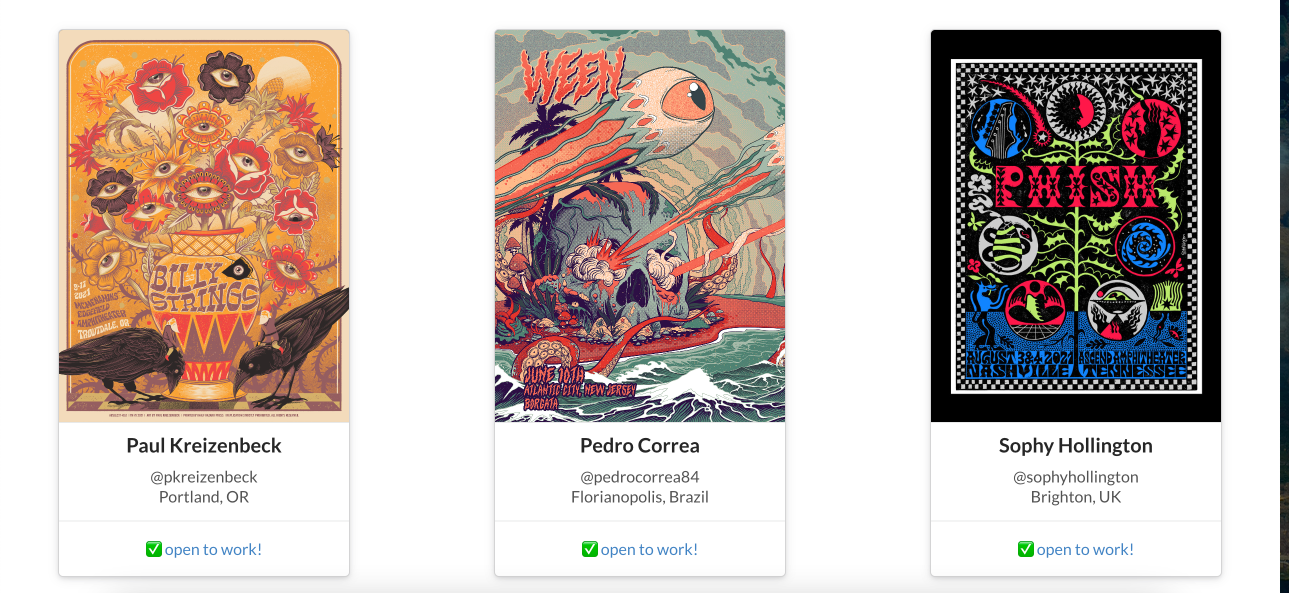 BILLY
STRINGS
8·12
2021
MCMENAMINS
EDGEFIELD
AMPHITHEATER
TROUTDALE, OR
Paul Kreizenbeck
@pkreizenbeck
Portland, OR
✅ open to work!
WEEN
JUNE 10TH
ATLANTIC CITY, NEW JERSEY
BORGATA
Pedro Correa
@pedrocorrea84
Florianopolis, Brazil
✅ open to work!
PHISH
AUGUST 3&4 2021 ASCEND AMPHITHEATER
NASHVILLE TENNESSEE
Sophy Hollington
@sophyhollington
Brighton, UK
✅ open to work!